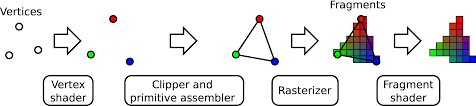 Vertices
Fragments
Vertex
shader
Clipper and
primitive assembler
Rasterizer
Fragment
shader